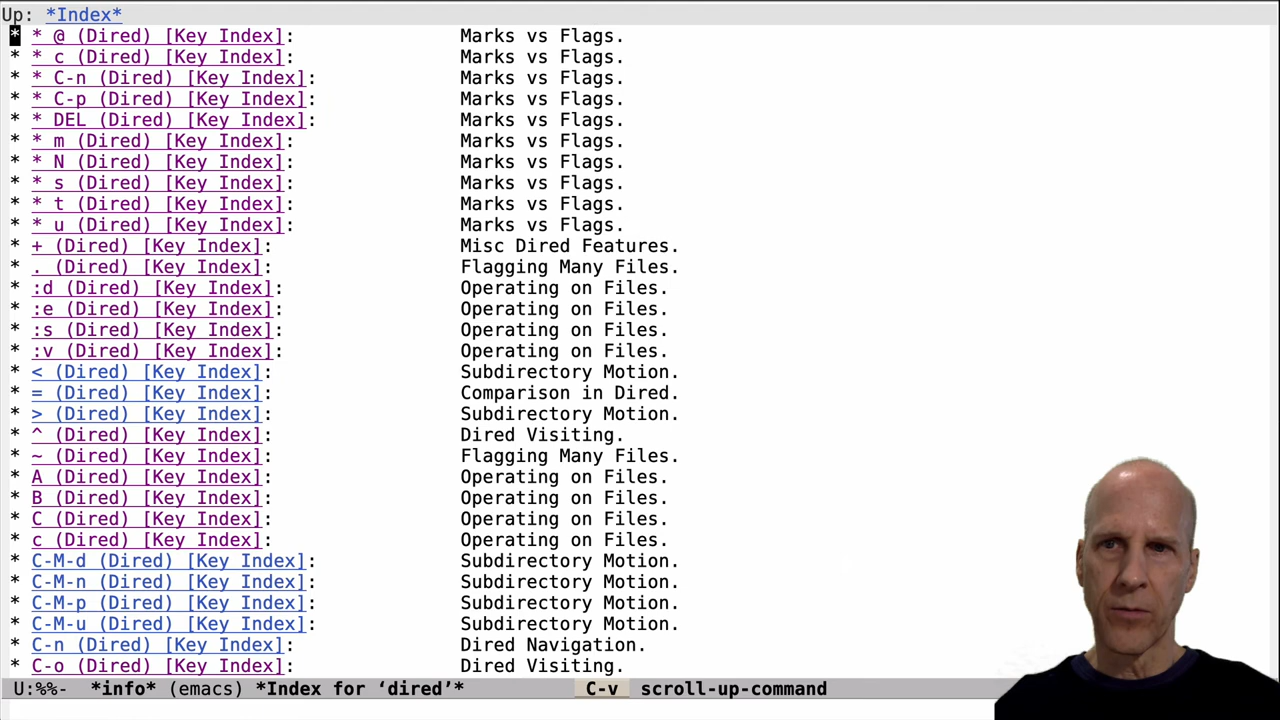 Up: *Index*
* * @ (Dired) [Key Index]: Marks vs Flags.
* * c (Dired) [Key Index]: Marks vs Flags.
* * C-n (Dired) [Key Index]: Marks vs Flags.
* * C-p (Dired) [Key Index]: Marks vs Flags.
* * DEL (Dired) [Key Index]: Marks vs Flags.
* * m (Dired) [Key Index]: Marks vs Flags.
* * N (Dired) [Key Index]: Marks vs Flags.
* * s (Dired) [Key Index]: Marks vs Flags.
* * t (Dired) [Key Index]: Marks vs Flags.
* * u (Dired) [Key Index]: Marks vs Flags.
* + (Dired) [Key Index]: Misc Dired Features.
* . (Dired) [Key Index]: Flagging Many Files.
* :d (Dired) [Key Index]: Operating on Files.
* :e (Dired) [Key Index]: Operating on Files.
* :s (Dired) [Key Index]: Operating on Files.
* :v (Dired) [Key Index]: Operating on Files.
* < (Dired) [Key Index]: Subdirectory Motion.
* = (Dired) [Key Index]: Comparison in Dired.
* > (Dired) [Key Index]: Subdirectory Motion.
* ^ (Dired) [Key Index]: Dired Visiting.
* ~ (Dired) [Key Index]: Flagging Many Files.
* A (Dired) [Key Index]: Operating on Files.
* B (Dired) [Key Index]: Operating on Files.
* C (Dired) [Key Index]: Operating on Files.
* c (Dired) [Key Index]: Operating on Files.
* C-M-d (Dired) [Key Index]: Subdirectory Motion.
* C-M-n (Dired) [Key Index]: Subdirectory Motion.
* C-M-p (Dired) [Key Index]: Subdirectory Motion.
* C-M-u (Dired) [Key Index]: Subdirectory Motion.
* C-n (Dired) [Key Index]: Dired Navigation.
* C-o (Dired) [Key Index]: Dired Visiting.
U:%%- *info* (emacs) *Index for ‘dired’* C-v scroll-up-command